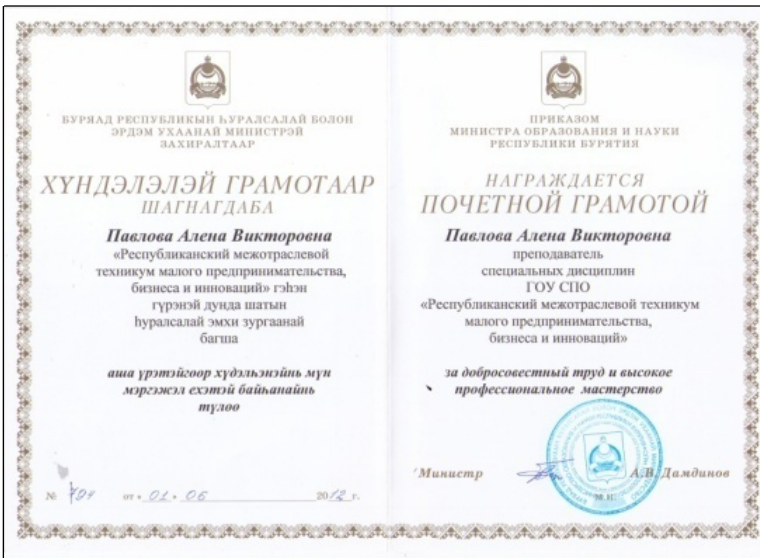 БУРЯАД РЕСПУБЛИКЫН ҺУРАЛСАЛАЙ БОЛОН
ЭРДЭМ УХААНАЙ МИНИСТРЭЙ
ЗАХИРАЛТААР
ХҮНДЭЛЭЛЭЙ ГРАМОТААР
ШАГНАГДАБА
Павлова Алена Викторовна
«Республиканский межотраслевой
техникум малого предпринимательства,
бизнеса и инноваций» гэһэн
гүрэнэй дунда шатын
һуралсалай эмхи зургаанай
багша
аша үрэтэйгөөр хүдэлһэнэйнь мүн
мэргэжэл ехэтэй байһанайнь
түлөө
№ 704 от « 01 » 06 2012 г.
ПРИКАЗОМ
МИНИСТРА ОБРАЗОВАНИЯ И НАУКИ
РЕСПУБЛИКИ БУРЯТИЯ
НАГРАЖДАЕТСЯ
ПОЧЕТНОЙ ГРАМОТОЙ
Павлова Алена Викторовна
преподаватель
специальных дисциплин
ГОУ СПО
«Республиканский межотраслевой техникум
малого предпринимательства,
бизнеса и инноваций»
за добросовестный труд и высокое
профессиональное мастерство
Министр А.В. Дамдинов